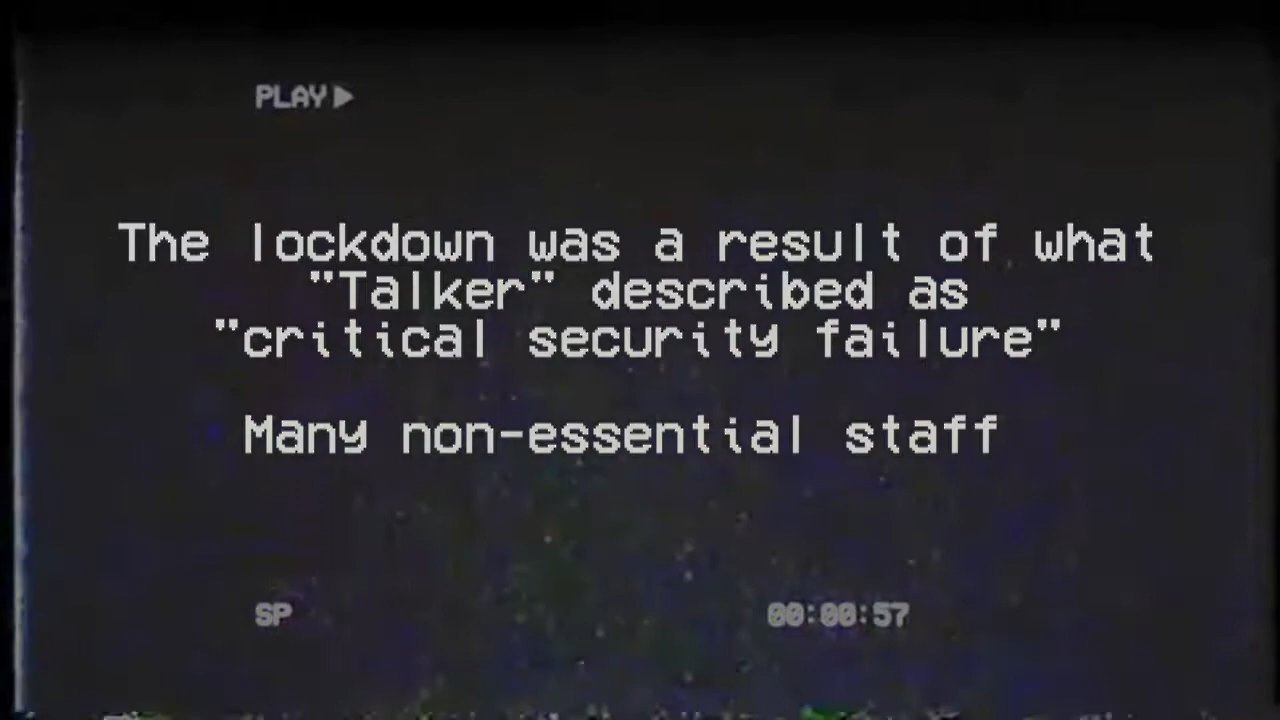 PLAY
The lockdown was a result of what
"Talker" described as
"critical security failure"
Many non-essential staff
SP
00:00:57